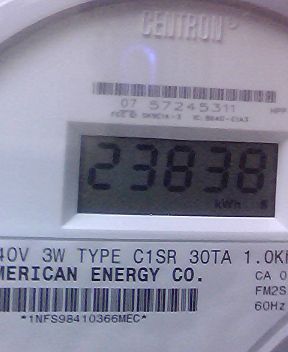 CENTRON®
07 57245311
23838
kWh
40V 3W TYPE C1SR 30TA 1.0K
MERICAN ENERGY CO.
CA 0
FM2S
60Hz
*1NFS98410366MEC*